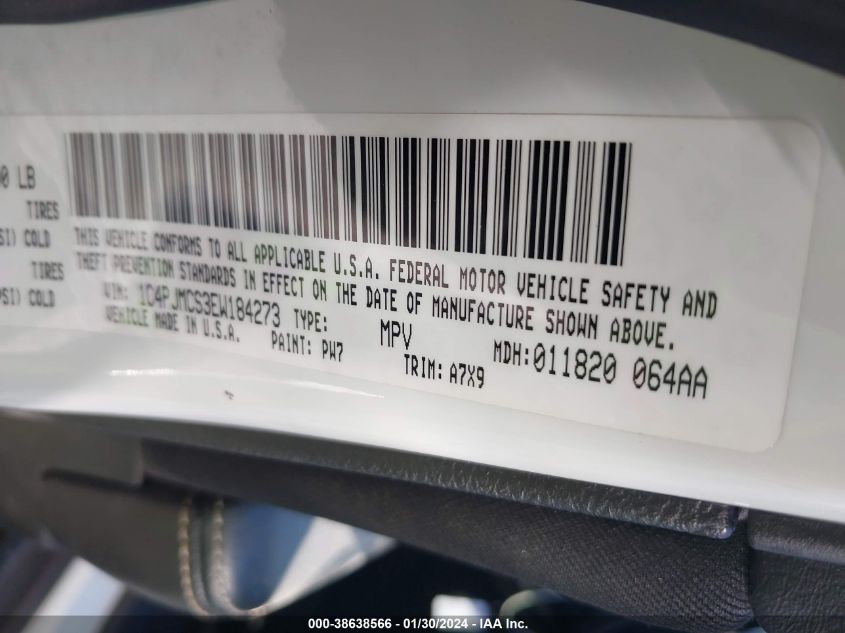 0 LB
TIRES
SI) COLD
TIRES
PSI) COLD
THIS VEHICLE CONFORMS TO ALL APPLICABLE U.S.A. FEDERAL MOTOR VEHICLE SAFETY AND
THEFT PREVENTION STANDARDS IN EFFECT ON THE DATE OF MANUFACTURE SHOWN ABOVE.
VIN: 1C4PJMCS3EW184273 TYPE: MPV MDH:011820 064AA
VEHICLE MADE IN U.S.A. PAINT: PW7 TRIM: A7X9
000-38638566 - 01/30/2024 - IAA Inc.